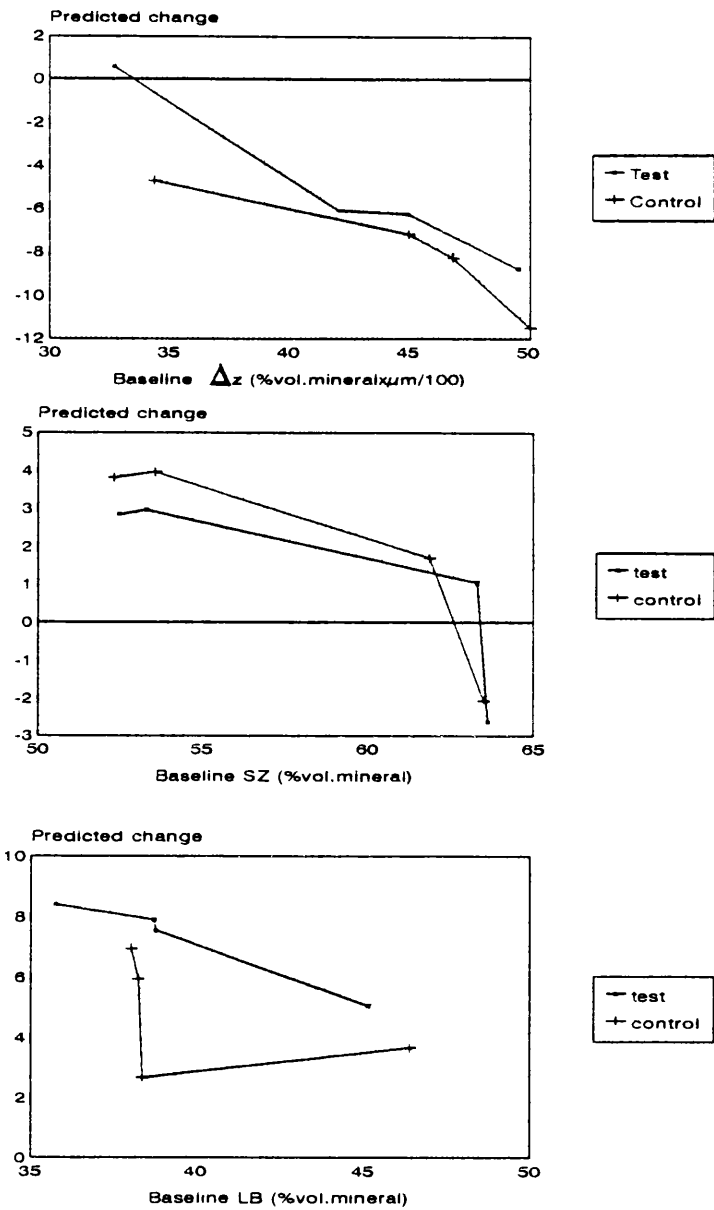 Predicted change
2
0
-2
-4
-6
-8
-10
-12
30 35 40 45 50
Baseline Δz (%vol.mineralxμm/100)
Test
Control
Predicted change
5
4
3
2
1
0
-1
-2
-3
50 55 60 65
Baseline SZ (%vol.mineral)
test
control
Predicted change
10
8
6
4
2
0
35 40 45 50
Baseline LB (%vol.mineral)
test
control